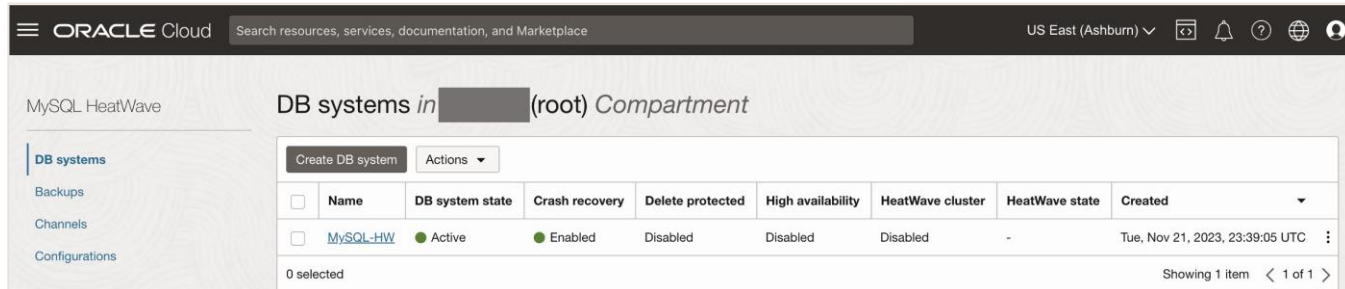 ORACLE Cloud Search resources, services, documentation, and Marketplace US East (Ashburn)
MySQL HeatWave
DB systems
Backups
Channels
Configurations
DB systems in (root) Compartment
Create DB system Actions
Name DB system state Crash recovery Delete protected High availability HeatWave cluster HeatWave state Created
MySQL-HW Active Enabled Disabled Disabled Disabled - Tue, Nov 21, 2023, 23:39:05 UTC
0 selected Showing 1 item < 1 of 1 >